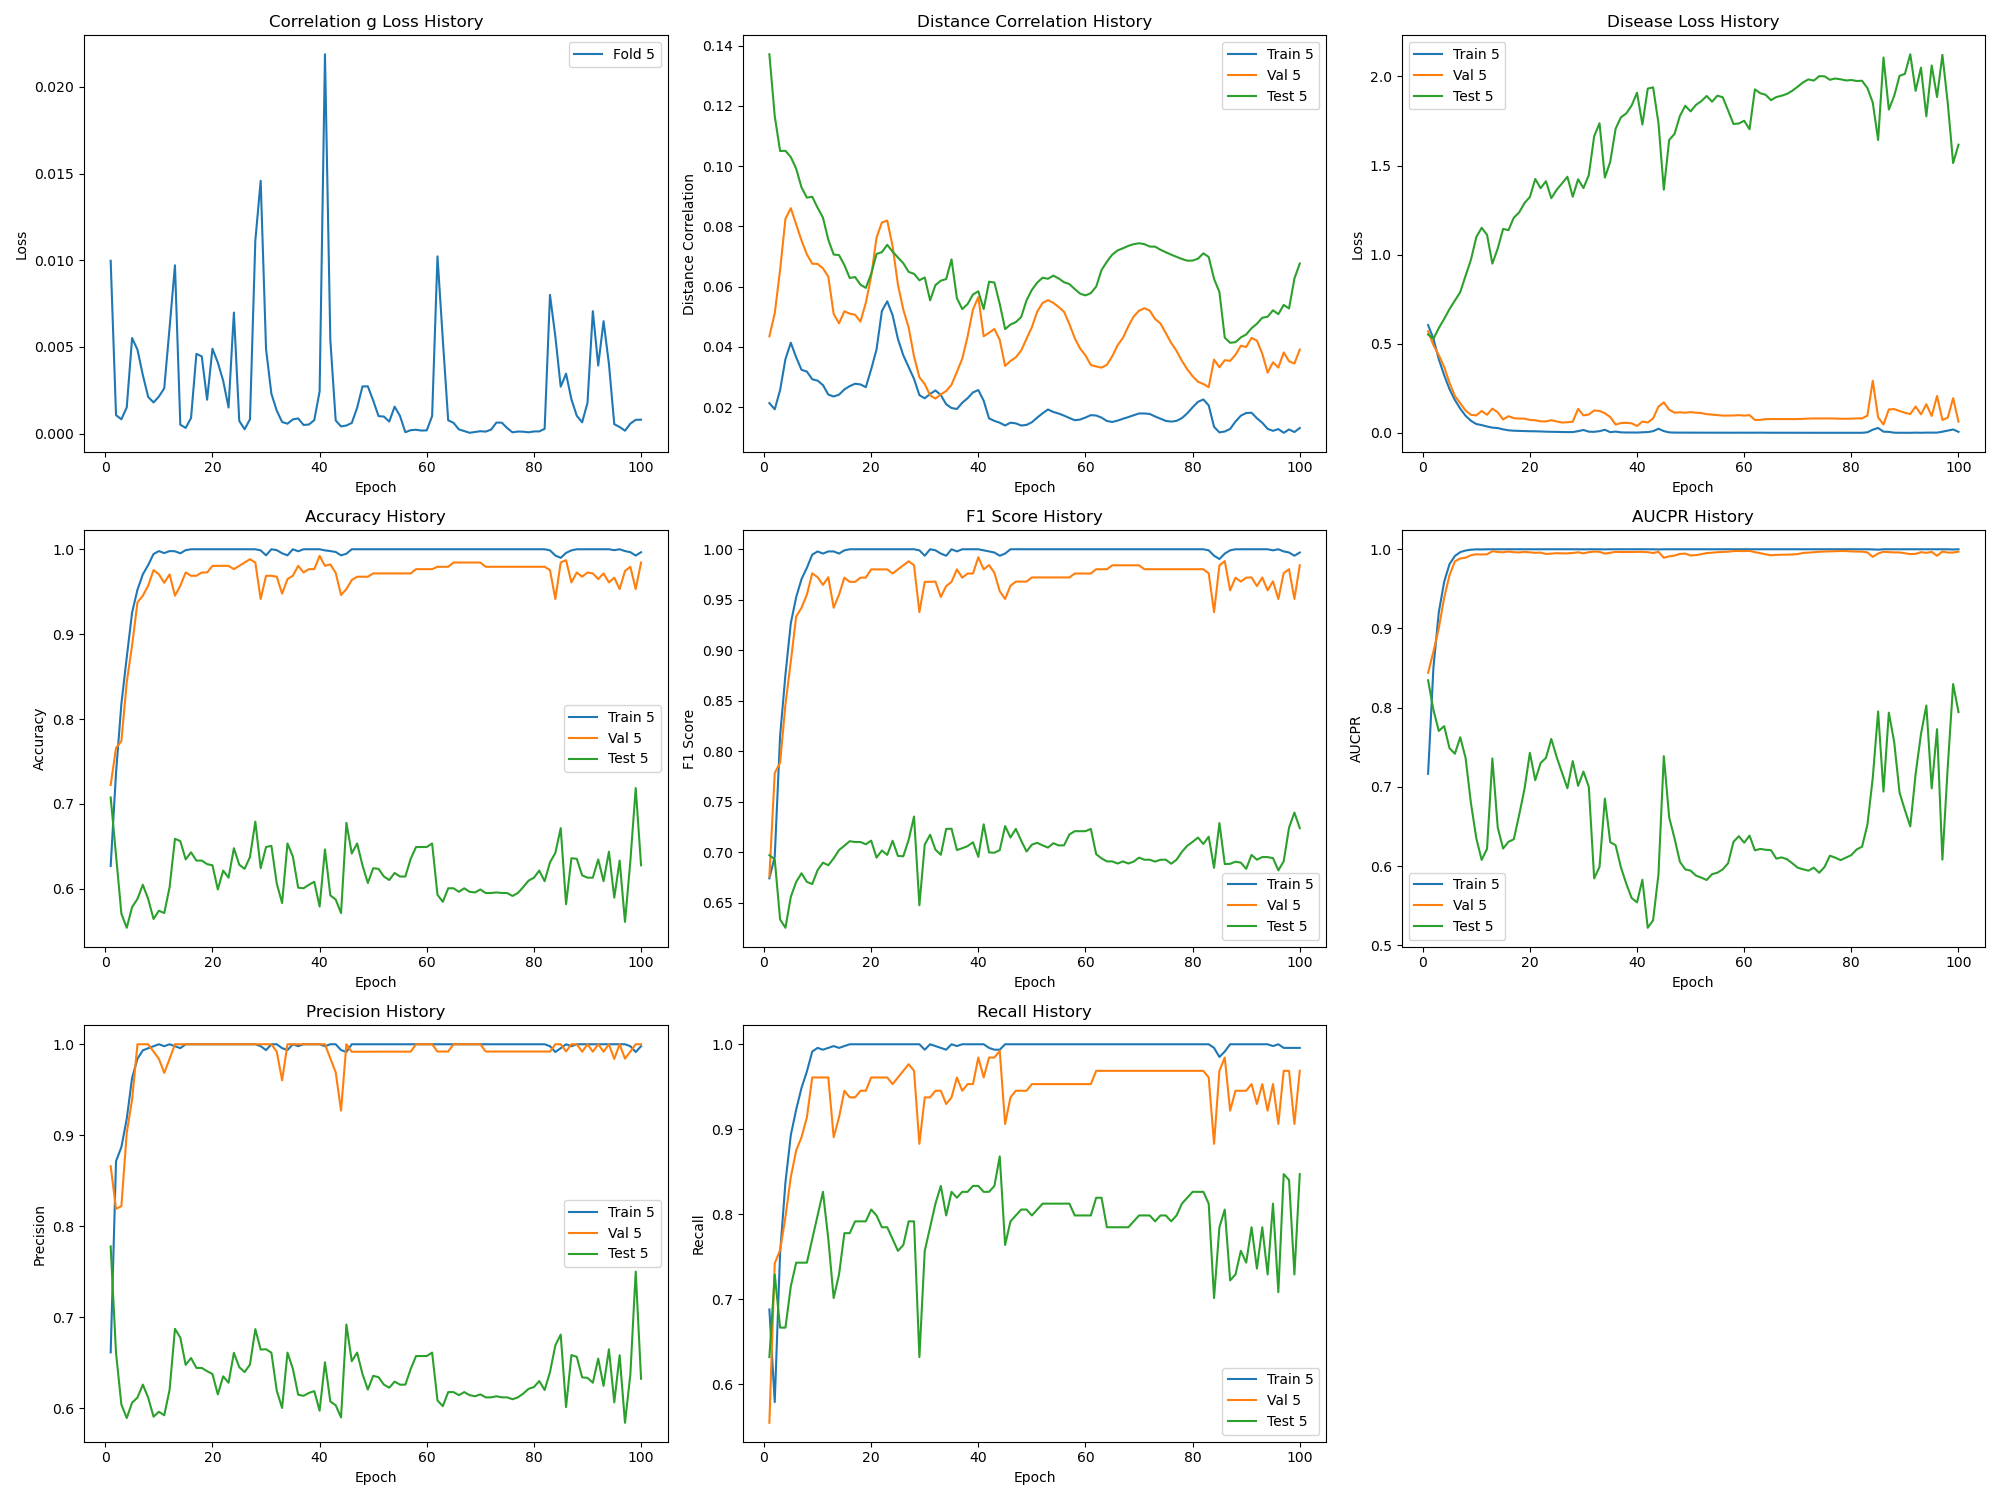 Correlation g Loss History
Loss
0.020
0.015
0.010
0.005
0.000
Fold 5
0 20 40 60 80 100
Epoch
Distance Correlation History
Distance Correlation
0.14
0.12
0.10
0.08
0.06
0.04
0.02
Train 5
Val 5
Test 5
0 20 40 60 80 100
Epoch
Disease Loss History
Loss
2.0
1.5
1.0
0.5
0.0
Train 5
Val 5
Test 5
0 20 40 60 80 100
Epoch
Accuracy History
Accuracy
1.0
0.9
0.8
0.7
0.6
Train 5
Val 5
Test 5
0 20 40 60 80 100
Epoch
F1 Score History
F1 Score
1.00
0.95
0.90
0.85
0.80
0.75
0.70
0.65
Train 5
Val 5
Test 5
0 20 40 60 80 100
Epoch
AUCPR History
AUCPR
1.0
0.9
0.8
0.7
0.6
0.5
Train 5
Val 5
Test 5
0 20 40 60 80 100
Epoch
Precision History
Precision
1.0
0.9
0.8
0.7
0.6
Train 5
Val 5
Test 5
0 20 40 60 80 100
Epoch
Recall History
Recall
1.0
0.9
0.8
0.7
0.6
Train 5
Val 5
Test 5
0 20 40 60 80 100
Epoch